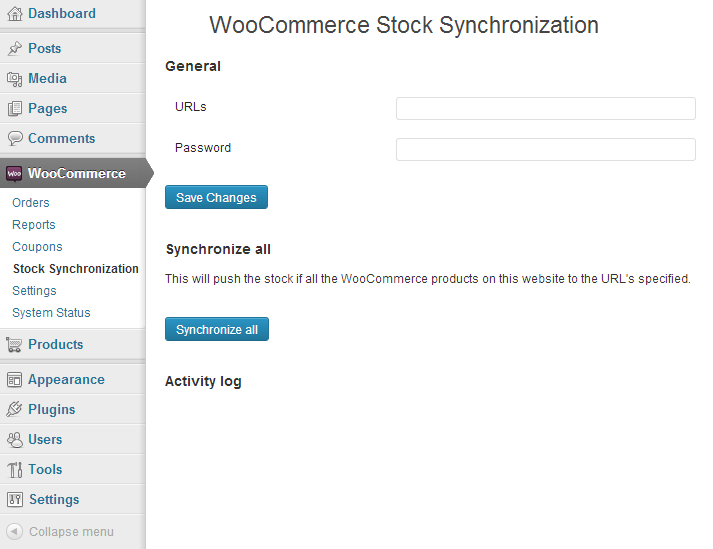 Dashboard
Posts
Media
Pages
Comments
Woo WooCommerce
Orders
Reports
Coupons
Stock Synchronization
Settings
System Status
Products
Appearance
Plugins
Users
Tools
Settings
Collapse menu
WooCommerce Stock Synchronization
General
URLs
Password
Save Changes
Synchronize all
This will push the stock if all the WooCommerce products on this website to the URL's specified.
Synchronize all
Activity log